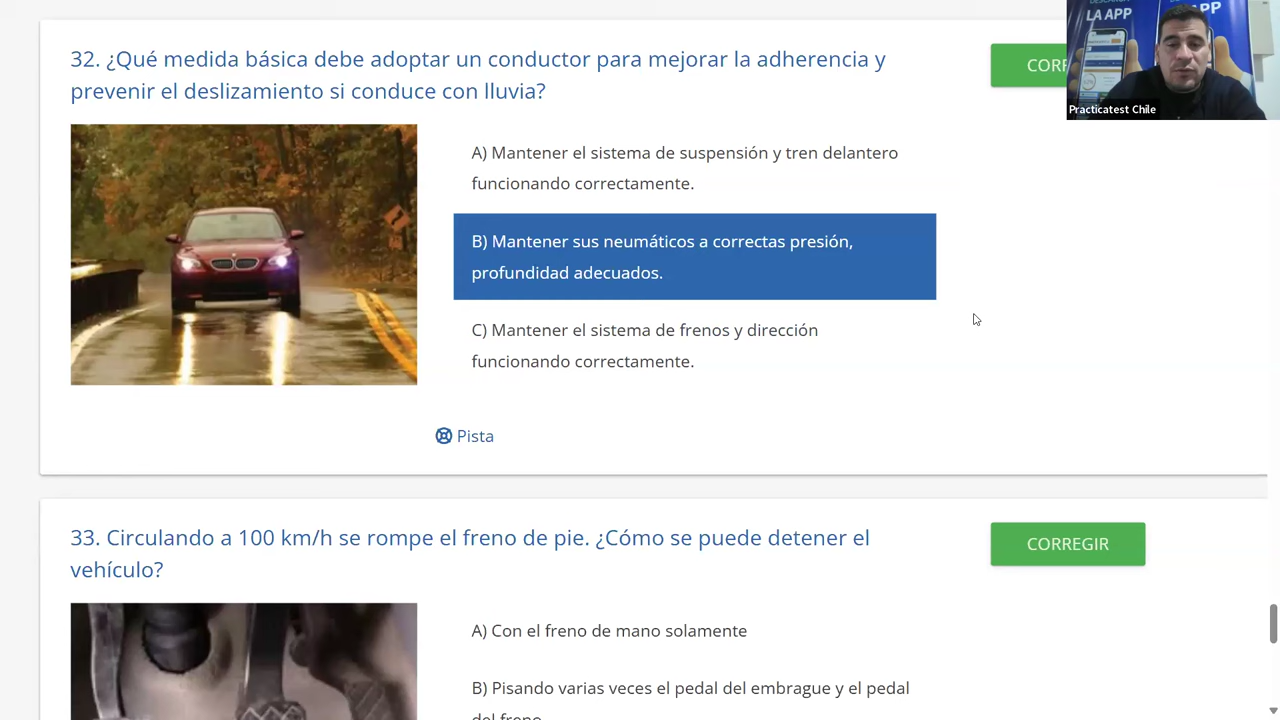 LA APP
APP
Practicatest Chile
32. ¿Qué medida básica debe adoptar un conductor para mejorar la adherencia y
prevenir el deslizamiento si conduce con lluvia?
A) Mantener el sistema de suspensión y tren delantero
funcionando correctamente.
B) Mantener sus neumáticos a correctas presión,
profundidad adecuados.
C) Mantener el sistema de frenos y dirección
funcionando correctamente.
Pista
33. Circulando a 100 km/h se rompe el freno de pie. ¿Cómo se puede detener el
vehículo?
CORREGIR
A) Con el freno de mano solamente
B) Pisando varias veces el pedal del embrague y el pedal
del freno